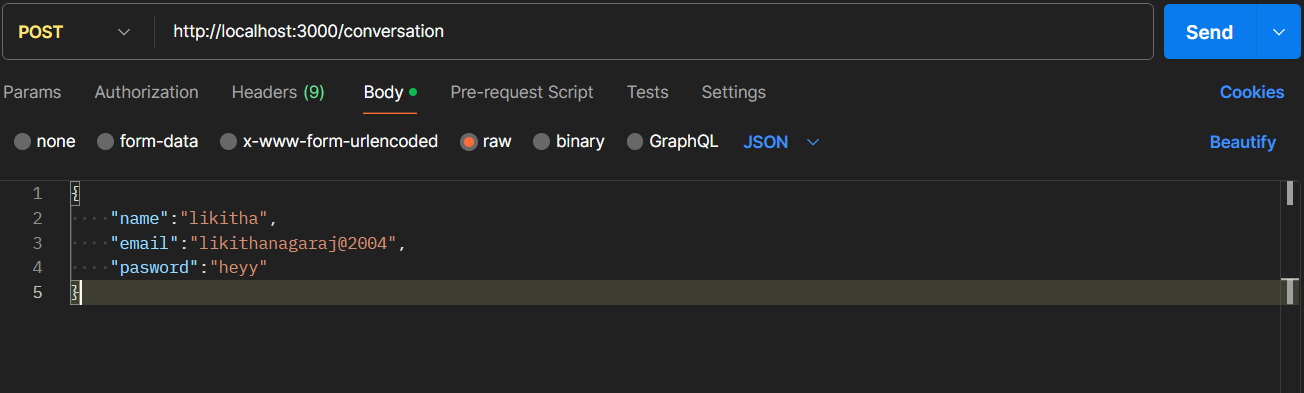 POST http://localhost:3000/conversation Send
Params Authorization Headers (9) Body Pre-request Script Tests Settings Cookies
none form-data x-www-form-urlencoded raw binary GraphQL JSON Beautify
1 {
2 "name":"likitha",
3 "email":"likithanagaraj@2004",
4 "pasword":"heyy"
5 }